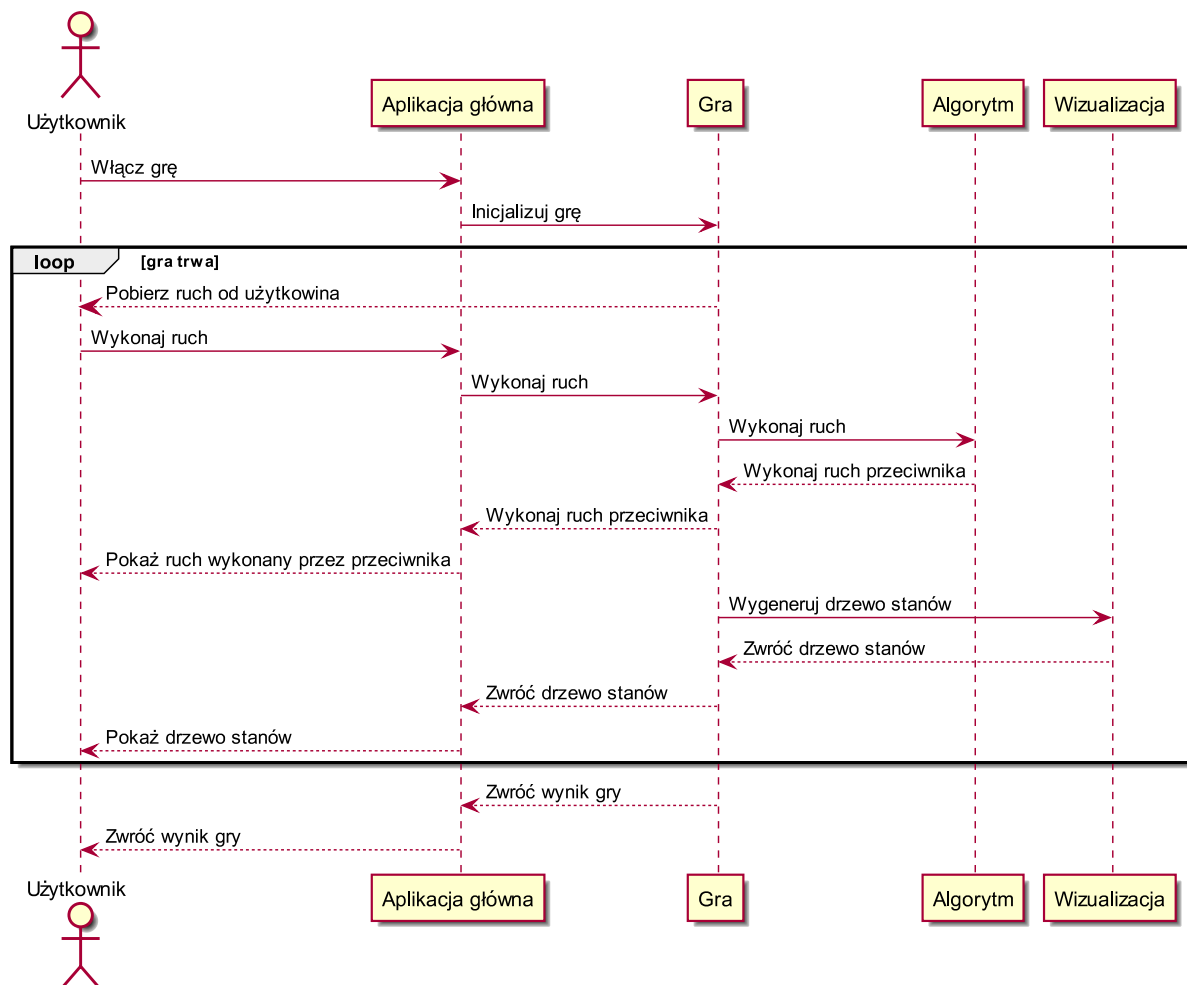 Użytkownik
Aplikacja główna
Gra
Algorytm
Wizualizacja
Włącz grę
Inicjalizuj grę
loop [gra trwa]
Pobierz ruch od użytkowina
Wykonaj ruch
Wykonaj ruch
Wykonaj ruch
Wykonaj ruch przeciwnika
Wykonaj ruch przeciwnika
Pokaż ruch wykonany przez przeciwnika
Wygeneruj drzewo stanów
Zwróć drzewo stanów
Zwróć drzewo stanów
Pokaż drzewo stanów
Zwróć wynik gry
Zwróć wynik gry
Użytkownik
Aplikacja główna
Gra
Algorytm
Wizualizacja